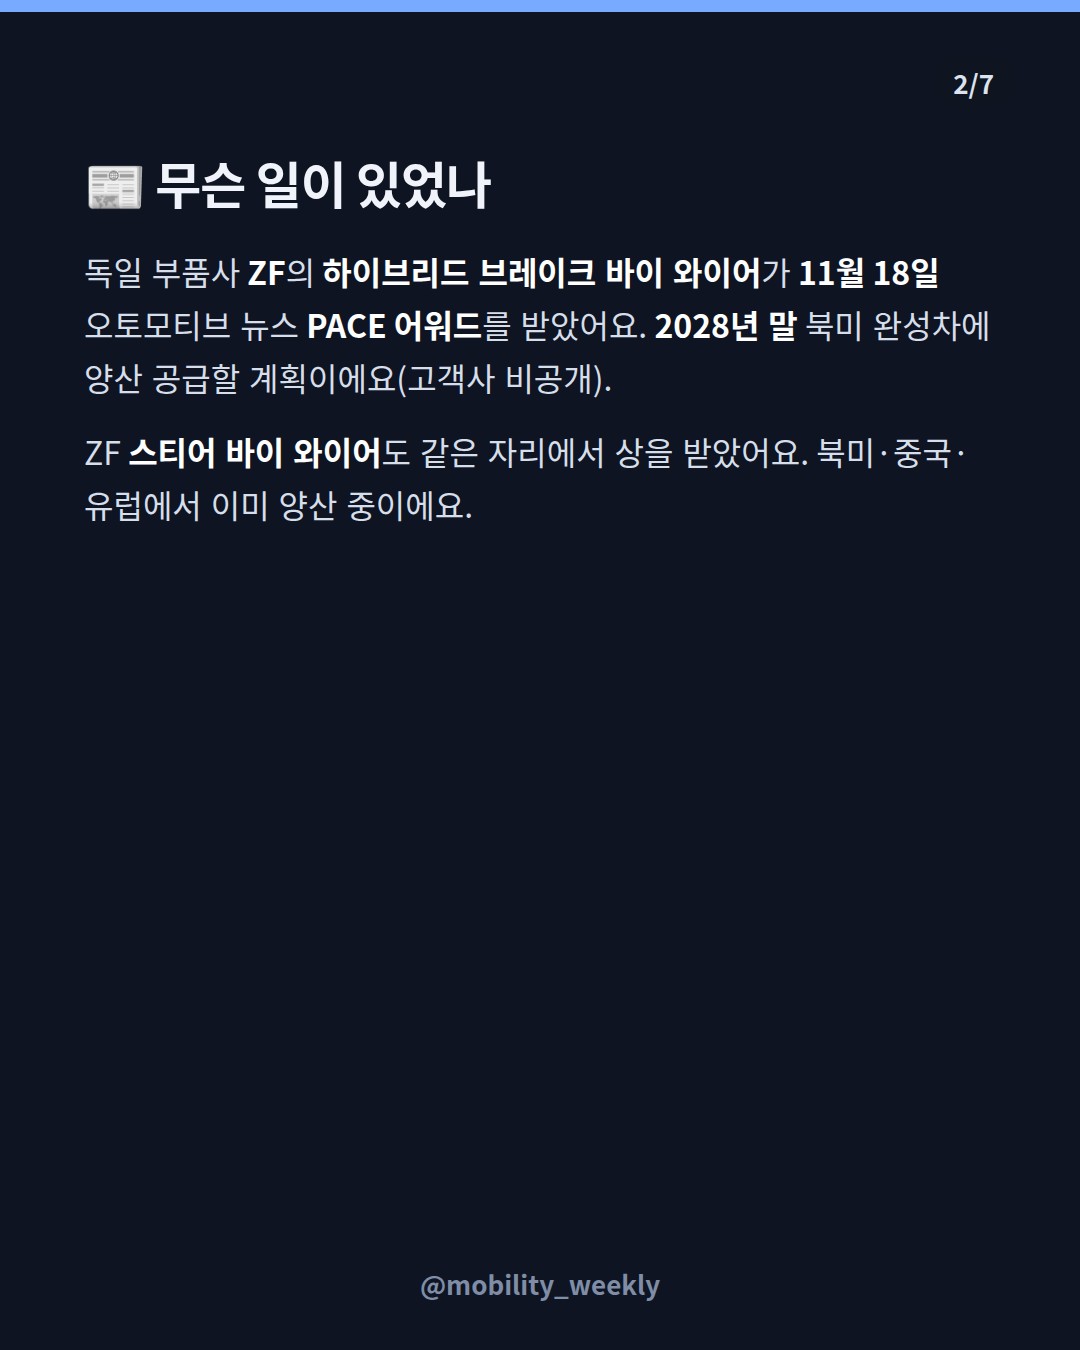 2/7
📰 무슨 일이 있었나
독일 부품사 ZF의 하이브리드 브레이크 바이 와이어가 11월 18일
오토모티브 뉴스 PACE 어워드를 받았어요. 2028년 말 북미 완성차에
양산 공급할 계획이에요(고객사 비공개).
ZF 스티어 바이 와이어도 같은 자리에서 상을 받았어요. 북미·중국·
유럽에서 이미 양산 중이에요.
@mobility_weekly